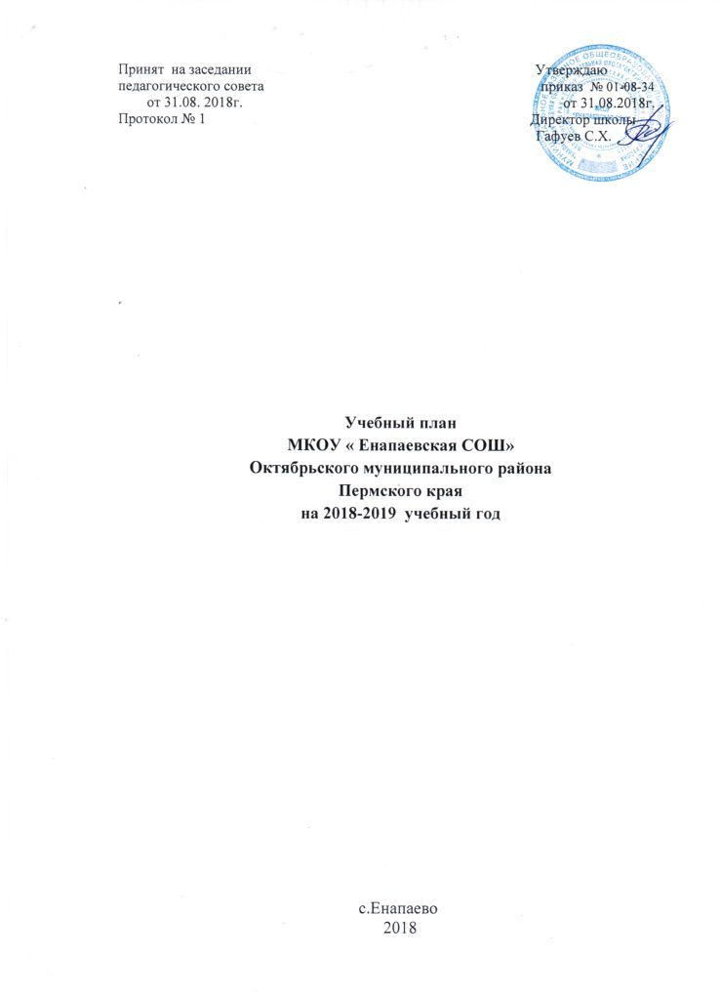 Принят на заседании
педагогического совета
от 31.08. 2018г.
Протокол № 1
Утверждаю
приказ № 01-08-34
от 31.08.2018г.
Директор школы
Гафуев С.Х.
Учебный план
МКОУ « Енапаевская СОШ»
Октябрьского муниципального района
Пермского края
на 2018-2019 учебный год
с.Енапаево
2018